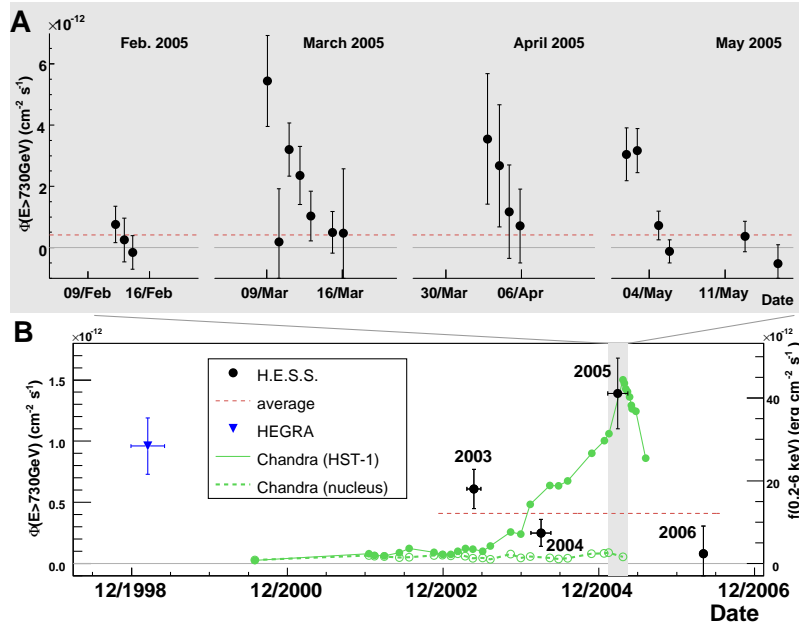 A
×10⁻¹²
Feb. 2005
March 2005
April 2005
May 2005
Φ(E>730GeV) (cm⁻² s⁻¹)
6
4
2
0
09/Feb
16/Feb
09/Mar
16/Mar
30/Mar
06/Apr
04/May
11/May
Date
B
×10⁻¹²
×10⁻¹²
Φ(E>730GeV) (cm⁻² s⁻¹)
1.5
1.0
0.5
0.0
H.E.S.S.
average
HEGRA
Chandra (HST-1)
Chandra (nucleus)
2003
2004
2005
2006
40
20
0
f(0.2-6 keV) (erg cm⁻² s⁻¹)
12/1998
12/2000
12/2002
12/2004
12/2006
Date